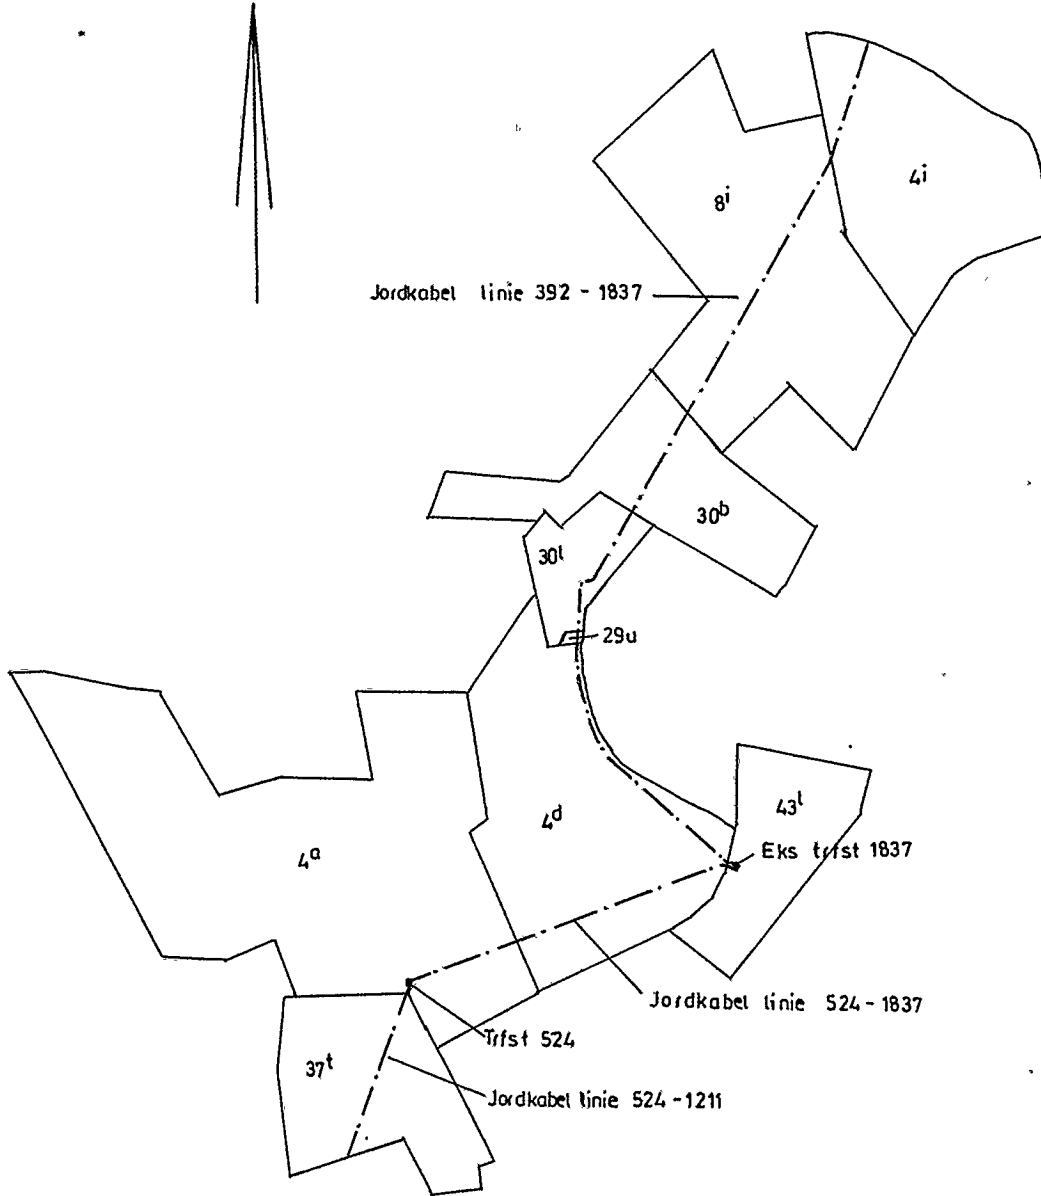 4i
8i
Jordkabel linie 392 - 1837
30b
30l
29u
43l
4d
4a
Eks trfst 1837
Jordkabel linie 524 - 1837
Trfst 524
37t
Jordkabel linie 524 - 1211